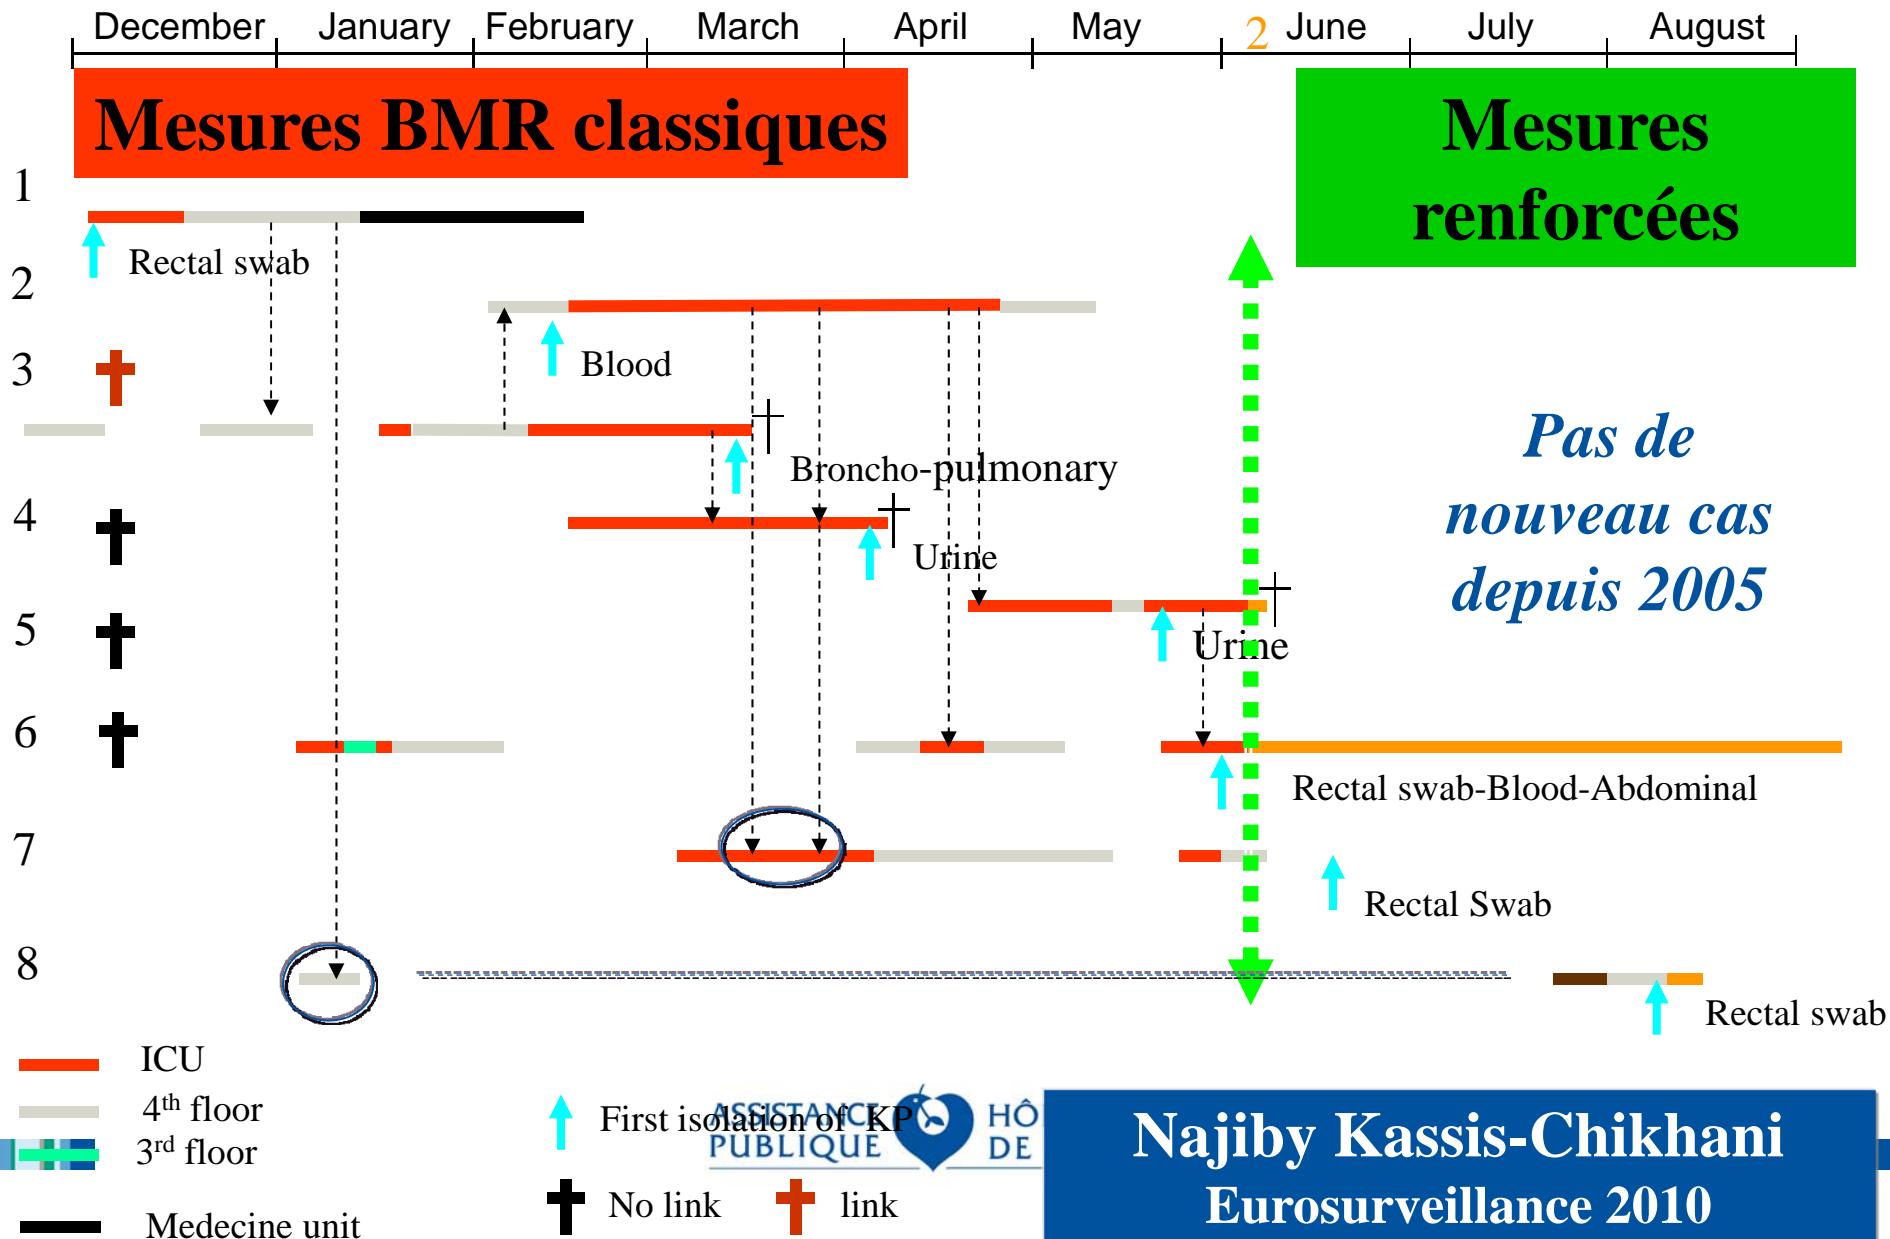 December January February March April May 2 June July August
Mesures BMR classiques
Mesures
renforcées
1
Rectal swab
2
Blood
3
Broncho-pulmonary
Pas de
nouveau cas
depuis 2005
4
Urine
5
Urine
6
Rectal swab-Blood-Abdominal
7
Rectal Swab
8
Rectal swab
ICU
4th floor
3rd floor
Medecine unit
First isolation of KP
No link
link
ASSISTANCE
PUBLIQUE
HÔ
DE
Najiby Kassis-Chikhani
Eurosurveillance 2010